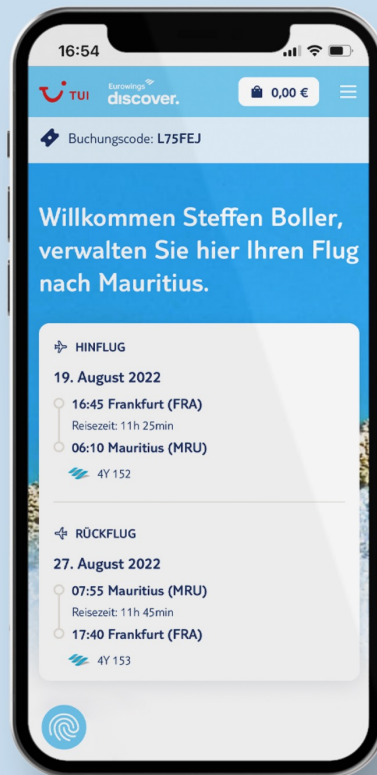 16:54
TUI
Eurowings
discover.
0,00 €
Buchungscode: L75FEJ
Willkommen Steffen Boller,
verwalten Sie hier Ihren Flug
nach Mauritius.
HINFLUG
19. August 2022
16:45 Frankfurt (FRA)
Reisezeit: 11h 25min
06:10 Mauritius (MRU)
4Y 152
RÜCKFLUG
27. August 2022
07:55 Mauritius (MRU)
Reisezeit: 11h 45min
17:40 Frankfurt (FRA)
4Y 153